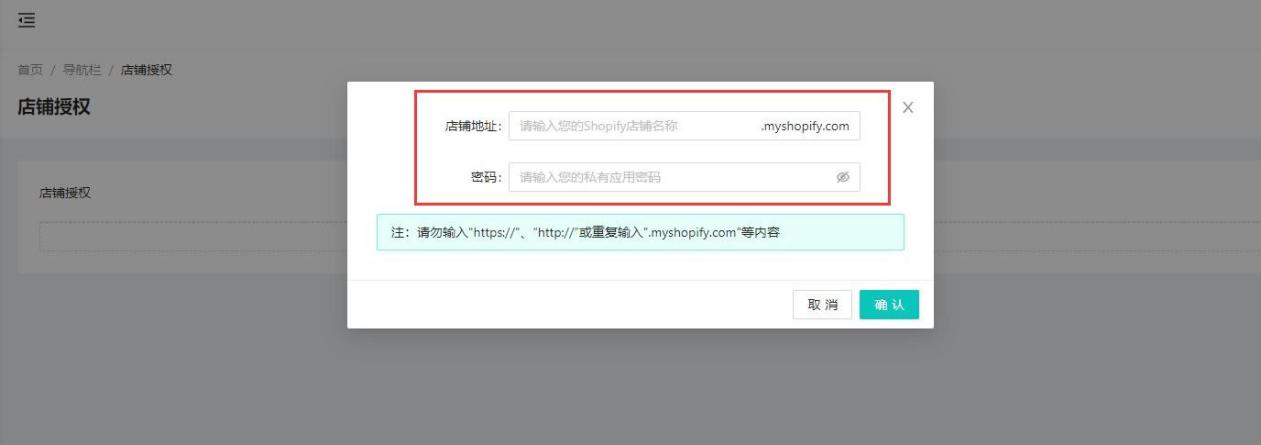 首页 / 导航栏 / 店铺授权
店铺授权
店铺授权
店铺地址: 请输入您的Shopify店铺名称 .myshopify.com
密码: 请输入您的私有应用密码
注：请勿输入"https://"、"http://"或重复输入".myshopify.com"等内容
取 消 确 认